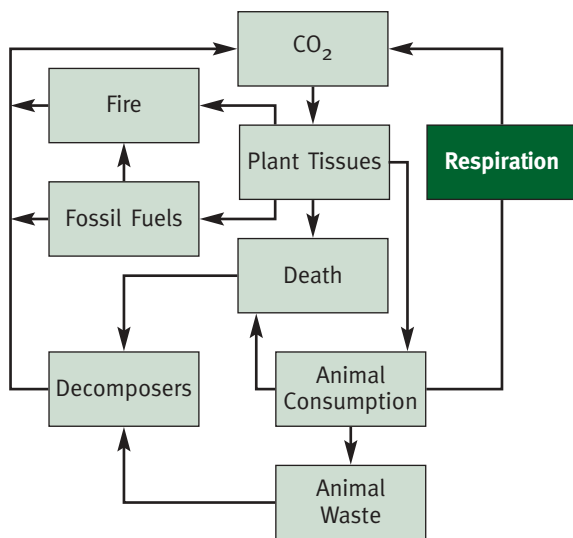 CO₂
Fire
Plant Tissues
Respiration
Fossil Fuels
Death
Decomposers
Animal
Consumption
Animal
Waste